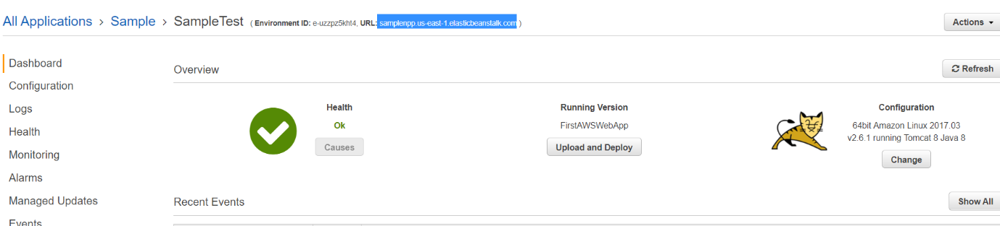 All Applications > Sample > SampleTest ( Environment ID: e-uzzpz5kht4, URL: samplenpp.us-east-1.elasticbeanstalk.com )
Actions
Dashboard
Configuration
Logs
Health
Monitoring
Alarms
Managed Updates
Events
Overview
Refresh
Health
Ok
Causes
Running Version
FirstAWSWebApp
Upload and Deploy
Configuration
64bit Amazon Linux 2017.03
v2.6.1 running Tomcat 8 Java 8
Change
Recent Events
Show All